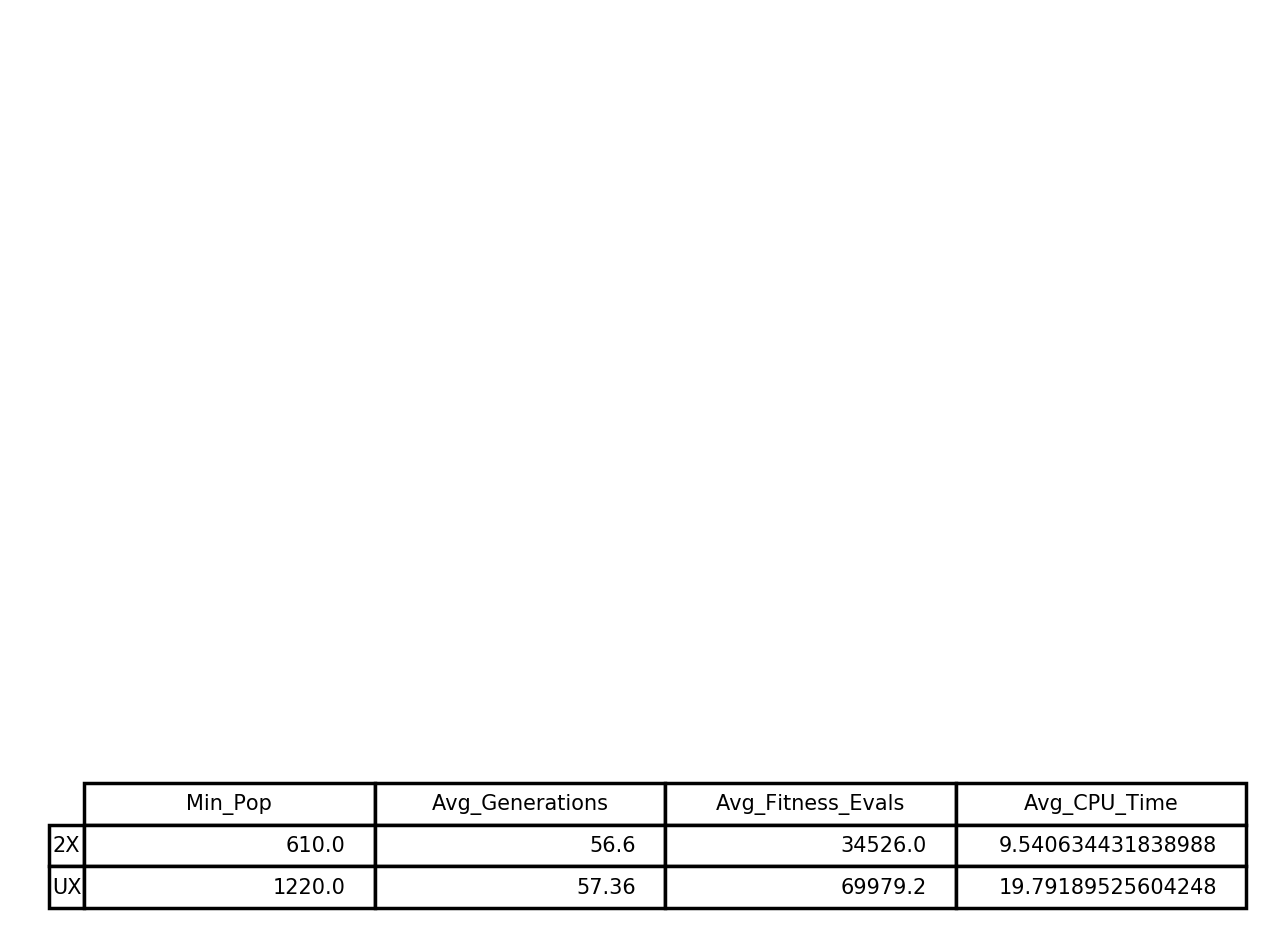 Min_Pop Avg_Generations Avg_Fitness_Evals Avg_CPU_Time
2X 610.0 56.6 34526.0 9.540634431838988
UX 1220.0 57.36 69979.2 19.79189525604248